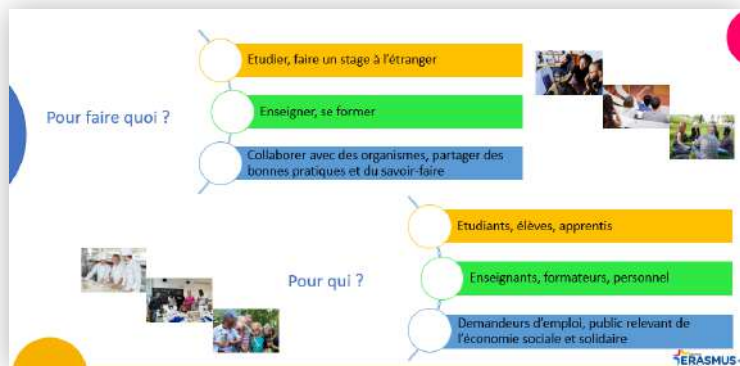 Pour faire quoi ?
Etudier, faire un stage à l'étranger
Enseigner, se former
Collaborer avec des organismes, partager des
bonnes pratiques et du savoir-faire
Pour qui ?
Etudiants, élèves, apprentis
Enseignants, formateurs, personnel
Demandeurs d'emploi, public relevant de
l'économie sociale et solidaire
ERASMUS+